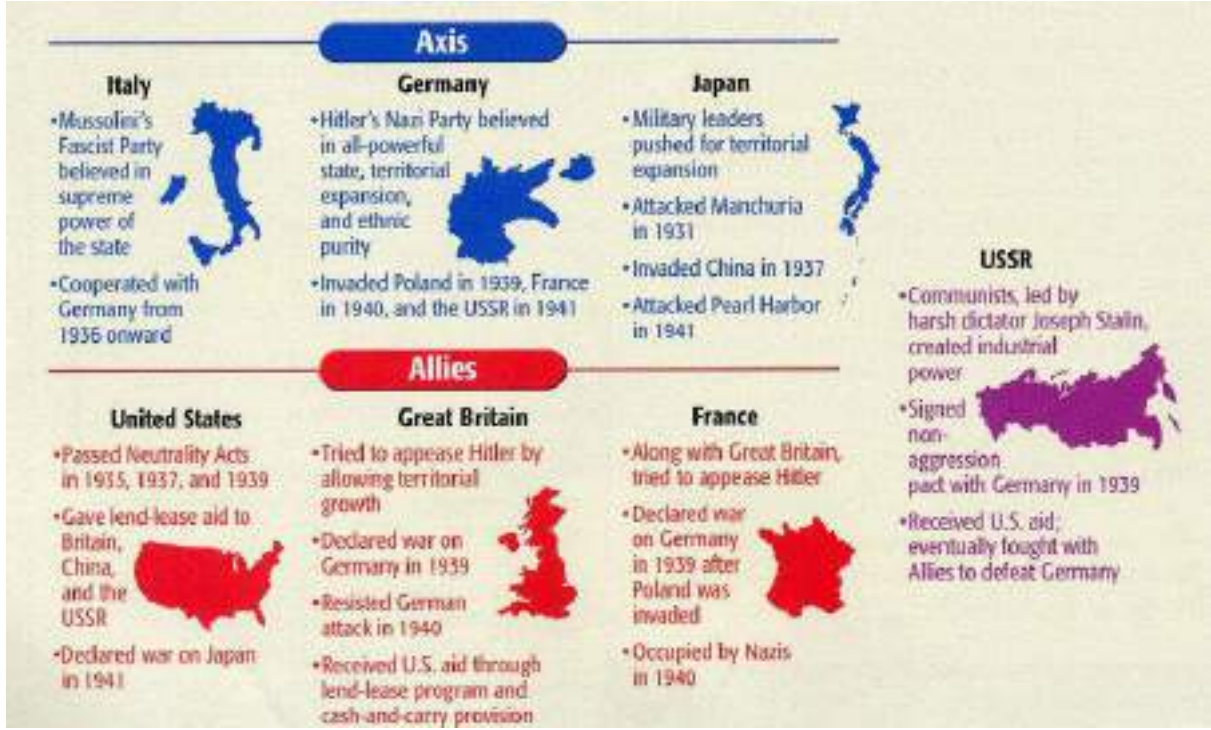 Axis
Italy
•Mussolini's
Fascist Party
believed in
supreme
power of
the state
•Cooperated with
Germany from
1936 onward
Germany
•Hitler's Nazi Party believed
in all-powerful
state, territorial
expansion,
and ethnic
purity
•Invaded Poland in 1939, France
in 1940, and the USSR in 1941
Japan
•Military leaders
pushed for territorial
expansion
•Attacked Manchuria
in 1931
•Invaded China in 1937
•Attacked Pearl Harbor
in 1941
Allies
United States
•Passed Neutrality Acts
in 1935, 1937, and 1939
•Gave lend-lease aid to
Britain,
China,
and the
USSR
•Declared war on Japan
in 1941
Great Britain
•Tried to appease Hitler by
allowing territorial
growth
•Declared war on
Germany in 1939
•Resisted German
attack in 1940
•Received U.S. aid through
lend-lease program and
cash-and-carry provision
France
•Along with Great Britain,
tried to appease Hitler
•Declared war
on Germany
in 1939 after
Poland was
invaded
•Occupied by Nazis
in 1940
USSR
•Communists, led by
harsh dictator Joseph Stalin,
created industrial
power
•Signed
non-
aggression
pact with Germany in 1939
•Received U.S. aid;
eventually fought with
Allies to defeat Germany